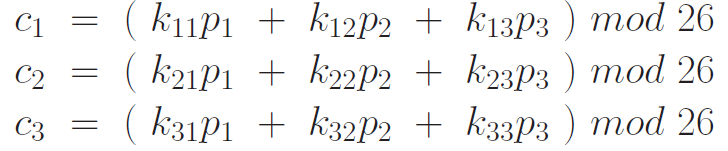 c₁ = ( k₁₁p₁ + k₁₂p₂ + k₁₃p₃ ) mod 26
c₂ = ( k₂₁p₁ + k₂₂p₂ + k₂₃p₃ ) mod 26
c₃ = ( k₃₁p₁ + k₃₂p₂ + k₃₃p₃ ) mod 26